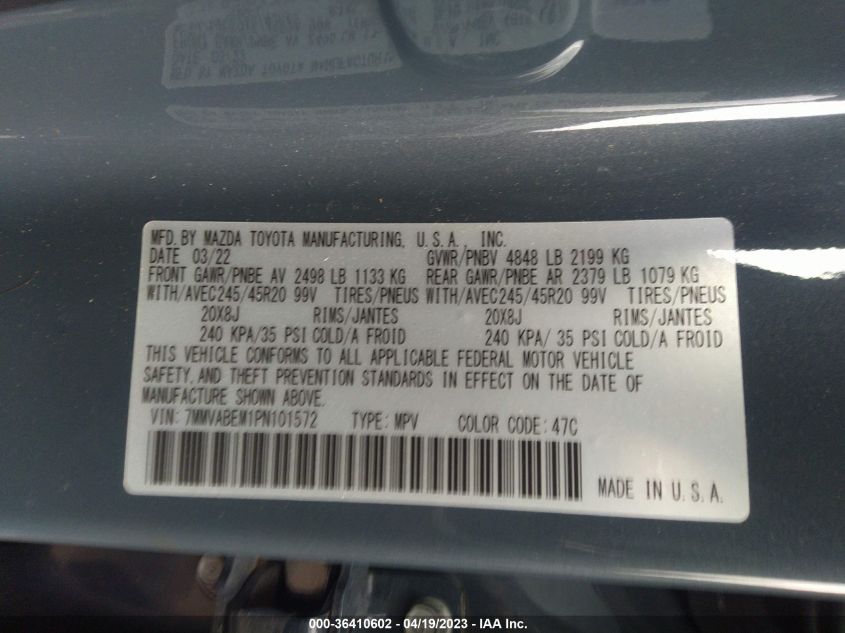 MFD. BY MAZDA TOYOTA MANUFACTURING, U.S.A., INC.
DATE 03/22 GVWR/PNBV 4848 LB 2199 KG
FRONT GAWR/PNBE AV 2498 LB 1133 KG REAR GAWR/PNBE AR 2379 LB 1079 KG
WITH/AVEC245/45R20 99V TIRES/PNEUS WITH/AVEC245/45R20 99V TIRES/PNEUS
20X8J RIMS/JANTES 20X8J RIMS/JANTES
240 KPA/35 PSI COLD/A FROID 240 KPA/ 35 PSI COLD/A FROID
THIS VEHICLE CONFORMS TO ALL APPLICABLE FEDERAL MOTOR VEHICLE
SAFETY, AND THEFT PREVENTION STANDARDS IN EFFECT ON THE DATE OF
MANUFACTURE SHOWN ABOVE.
VIN: 7MMVABEM1PN101572 TYPE: MPV COLOR CODE: 47C
MADE IN U.S.A.
000-36410602 - 04/19/2023 - IAA Inc.